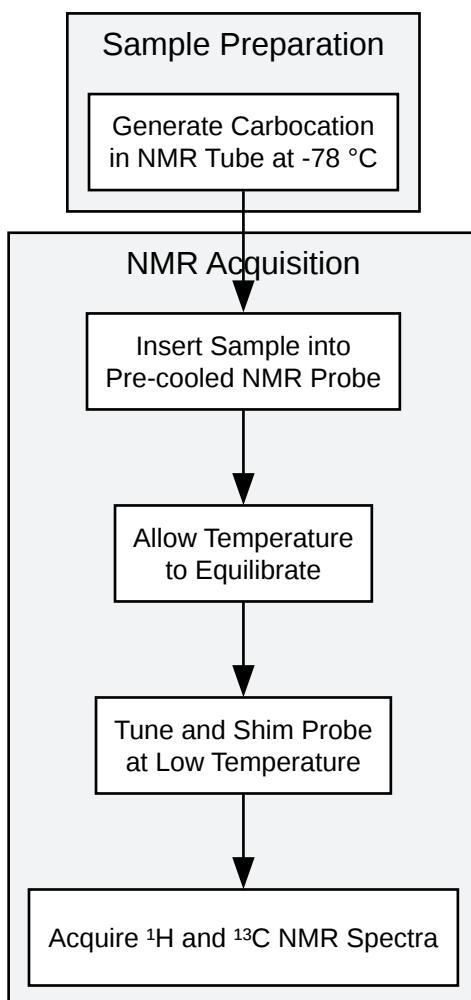 Sample Preparation
Generate Carbocation
in NMR Tube at -78 °C
NMR Acquisition
Insert Sample into
Pre-cooled NMR Probe
Allow Temperature
to Equilibrate
Tune and Shim Probe
at Low Temperature
Acquire ¹H and ¹³C NMR Spectra